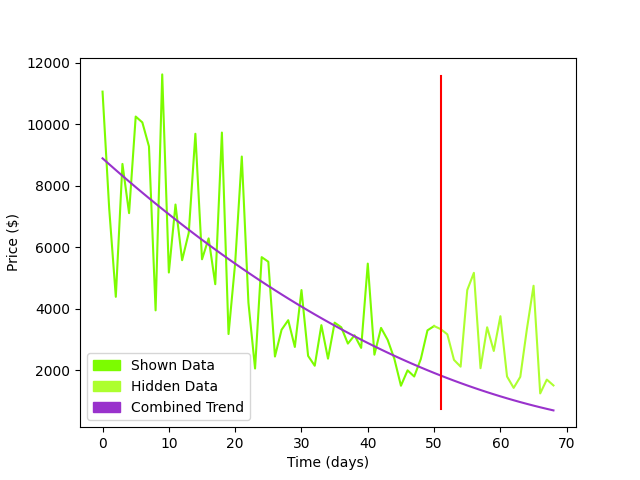 12000
10000
8000
6000
4000
2000
Price ($)
Shown Data
Hidden Data
Combined Trend
0 10 20 30 40 50 60 70
Time (days)